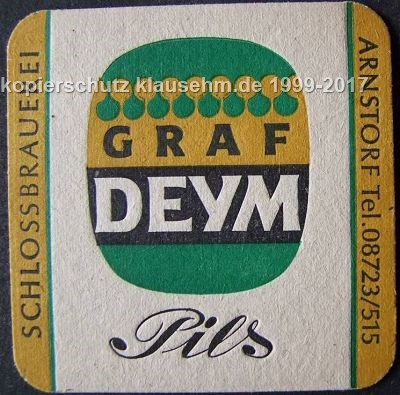 kopierschutz klausehm.de 1999-2017
SCHLOSSBRAUEREI
GRAF
DEYM
Pils
ARNSTORF Tel.08723/515